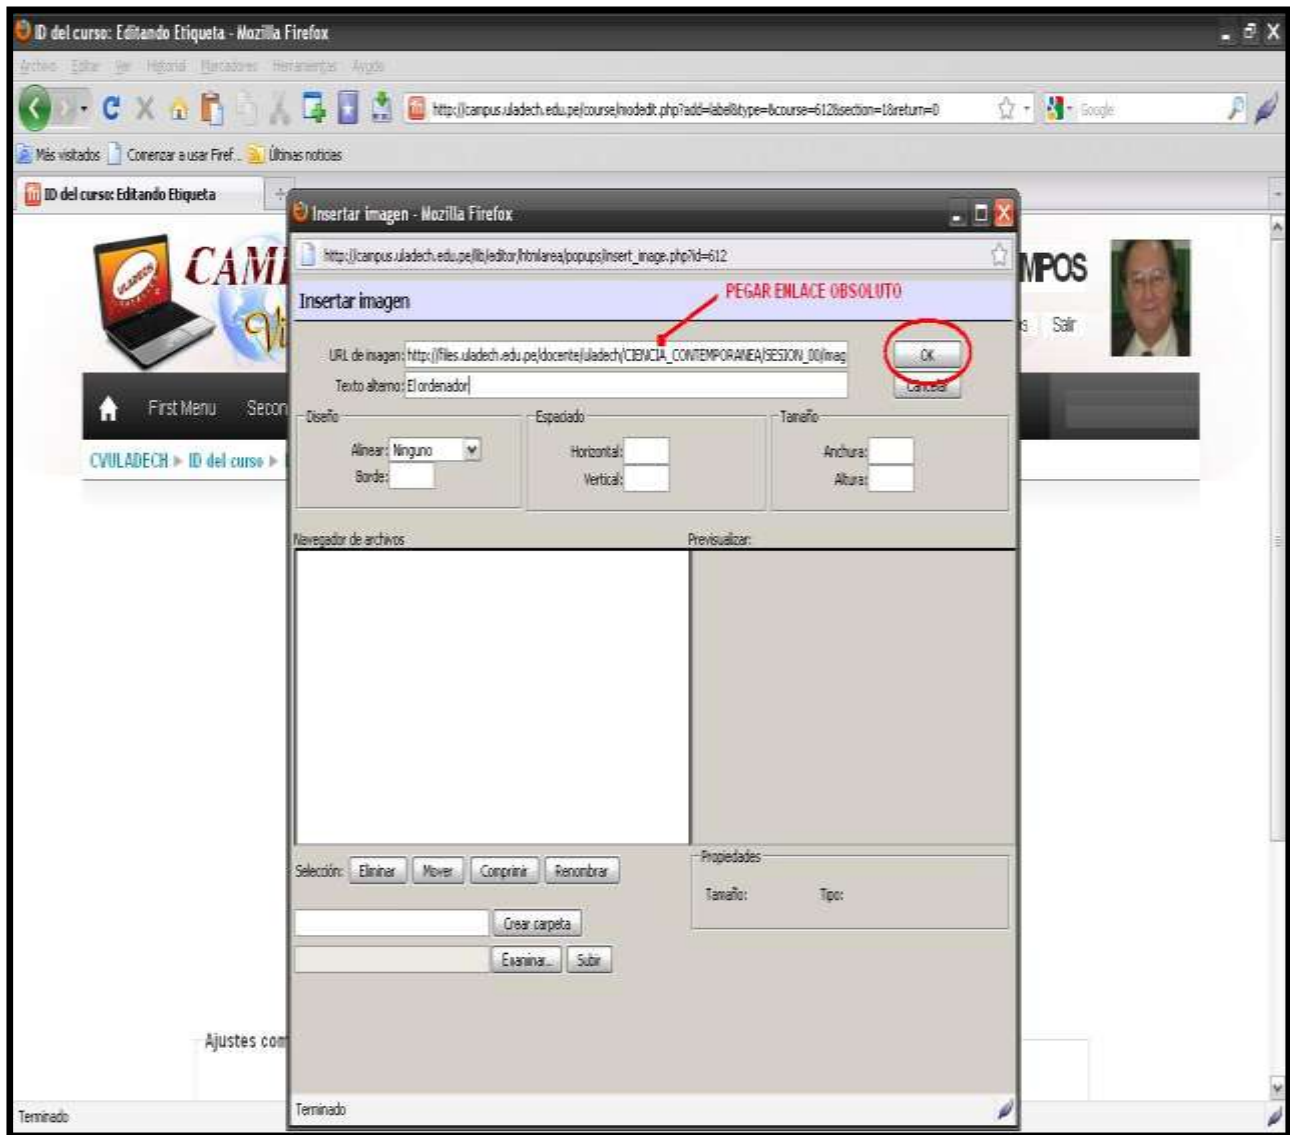 ID del curso: Editando Etiqueta - Mozilla Firefox
Archivo Editar Ver Historial Marcadores Herramientas Ayuda
http://campus.uladech.edu.pe/course/modedit.php?add=label&type=&course=612&section=1&return=0
Google
Más visitados Comenzar a usar Firef... Últimas noticias
ID del curso: Editando Etiqueta
Insertar imagen - Mozilla Firefox
http://campus.uladech.edu.pe/lib/editor/htmlarea/popups/insert_image.php?id=612
ULADECH
CAM
MPOS
PEGAR ENLACE OBSOLUTO
Insertar imagen
Vi
s Salir
URL de imagen: http://files.uladech.edu.pe/docente/uladech/CIENCIA_CONTEMPORANEA/SESION_00/imag
OK
Texto alterno: El ordenador
Cancelar
First Menu Secon
Diseño
Espaciado
Tamaño
Alinear: Ninguno
Horizontal:
Anchura:
CVULADECH ► ID del curso ►
Borde:
Vertical:
Altura:
Navegador de archivos
Previsualizar:
Selección: Eliminar Mover Comprimir Renombrar
Propiedades
Tamaño: Tipo:
Crear carpeta
Examinar... Subir
Ajustes com
Terminado
Terminado